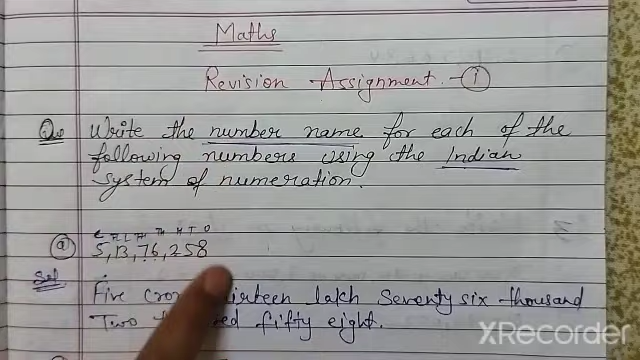 Maths
Revision Assignment - 1
Q. Write the number name for each of the
following numbers using the Indian
system of numeration.
C TL L TTh Th H T O
(a) 5,13,76,258
Sol Five thirteen lakh Seventy six thousand
Two fifty eight.
XRecorder